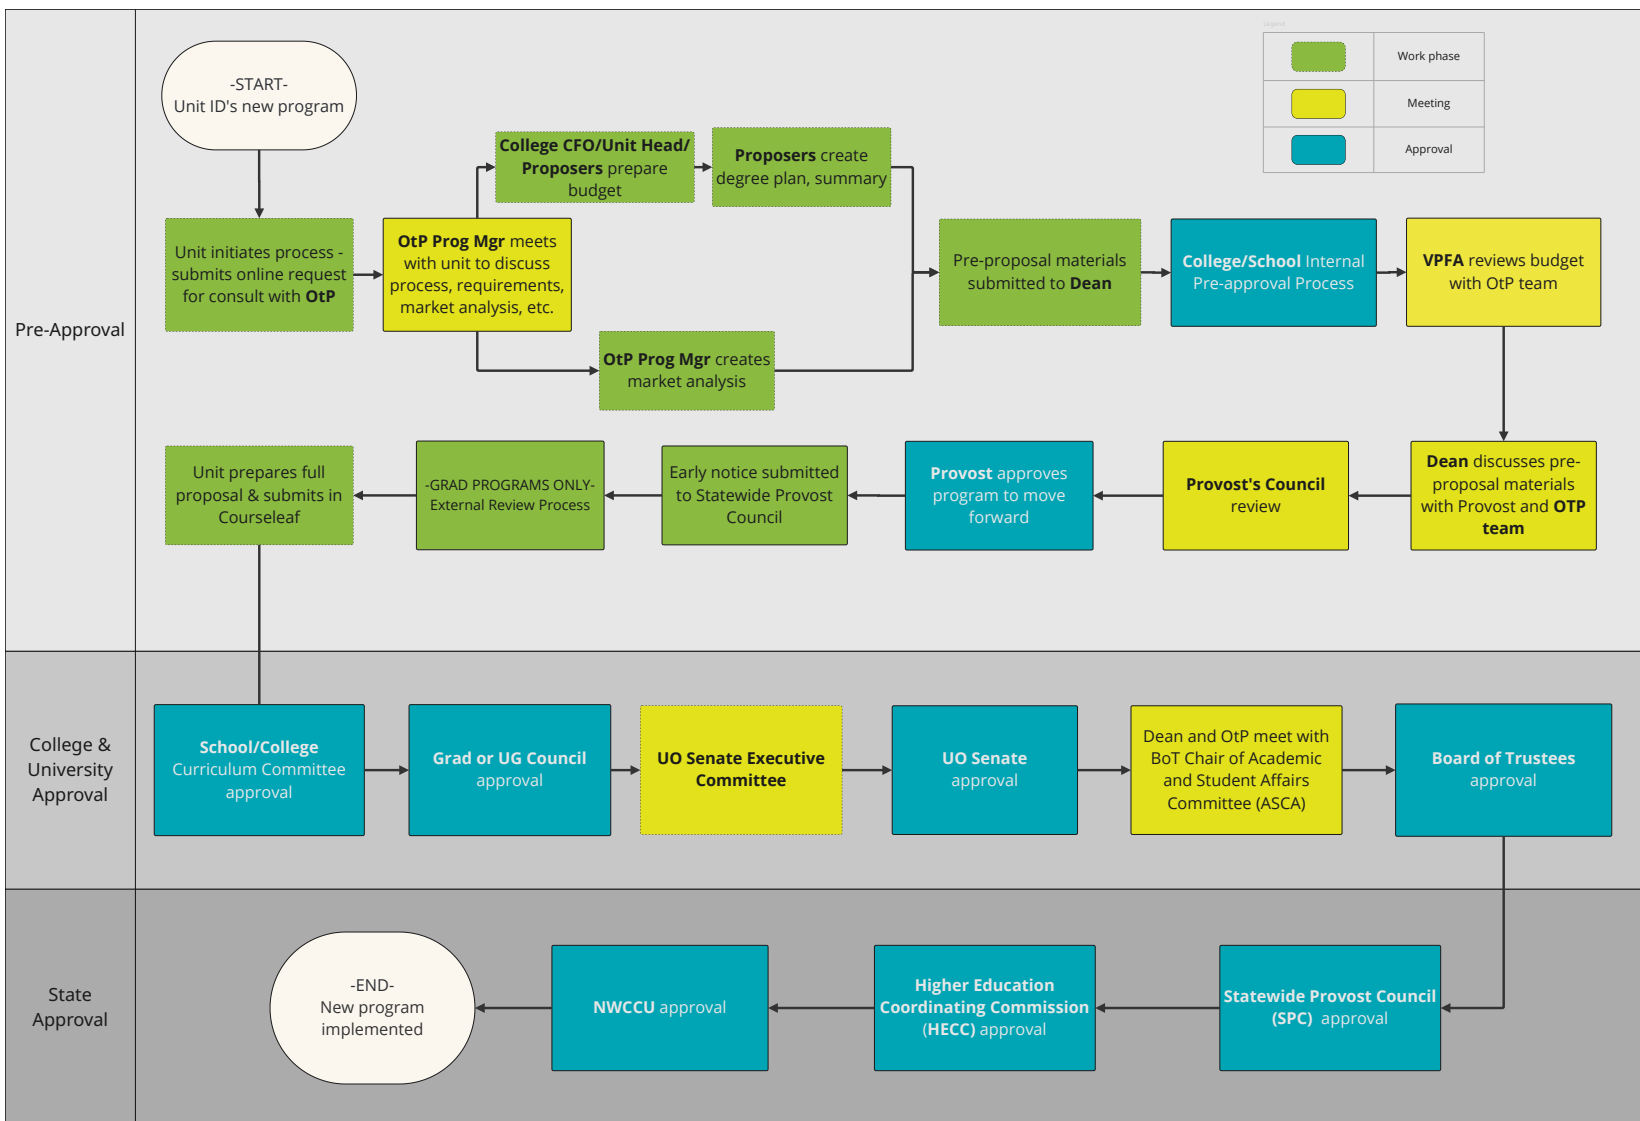 Legend
Work phase
Meeting
Approval
-START-
Unit ID's new program
Pre-Approval
Unit initiates process -
submits online request
for consult with OtP
OtP Prog Mgr meets
with unit to discuss
process, requirements,
market analysis, etc.
College CFO/Unit Head/
Proposers prepare
budget
Proposers create
degree plan, summary
OtP Prog Mgr creates
market analysis
Pre-proposal materials
submitted to Dean
College/School Internal
Pre-approval Process
VPFA reviews budget
with OtP team
Dean discusses pre-
proposal materials
with Provost and OTP
team
Provost's Council
review
Provost approves
program to move
forward
Early notice submitted
to Statewide Provost
Council
-GRAD PROGRAMS ONLY-
External Review Process
Unit prepares full
proposal & submits in
Courseleaf
College &
University
Approval
School/College
Curriculum Committee
approval
Grad or UG Council
approval
UO Senate Executive
Committee
UO Senate
approval
Dean and OtP meet with
BoT Chair of Academic
and Student Affairs
Committee (ASCA)
Board of Trustees
approval
State
Approval
Statewide Provost Council
(SPC) approval
Higher Education
Coordinating Commission
(HECC) approval
NWCCU approval
-END-
New program
implemented